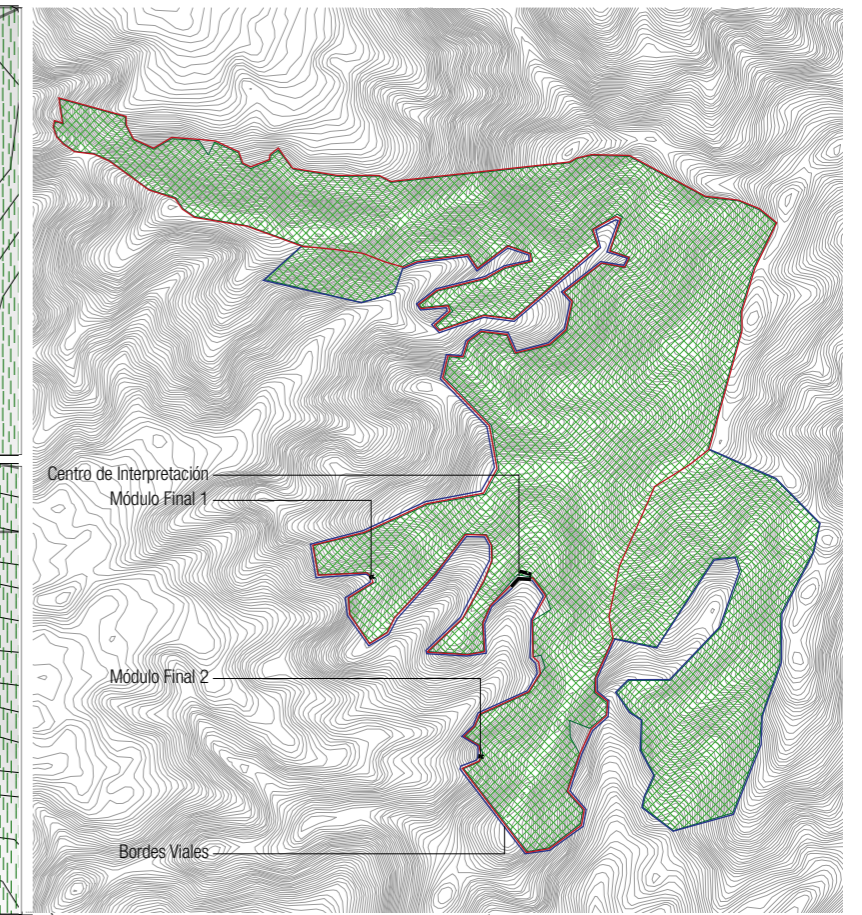 Centro de Interpretación
Módulo Final 1
Módulo Final 2
Bordes Viales